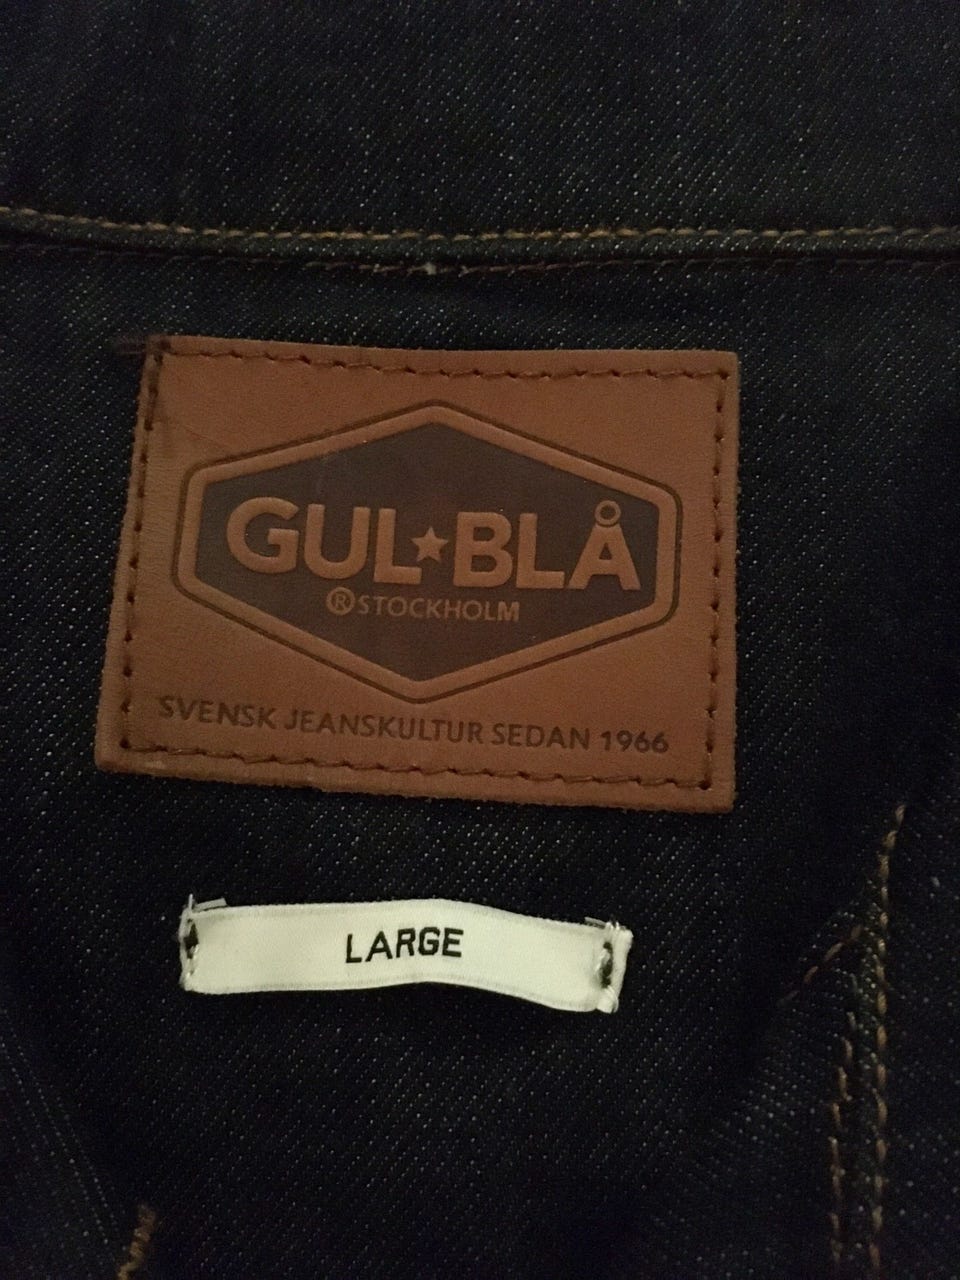 GUL★BLÅ
®STOCKHOLM
SVENSK JEANSKULTUR SEDAN 1966
LARGE